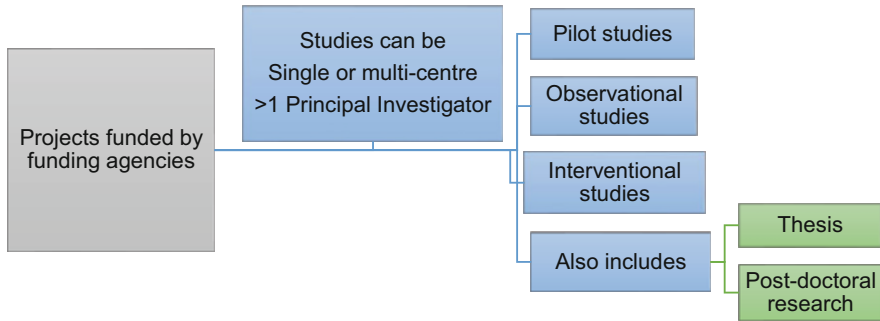 Projects funded by
funding agencies
Studies can be
Single or multi-centre
>1 Principal Investigator
Pilot studies
Observational
studies
Interventional
studies
Also includes
Thesis
Post-doctoral
research